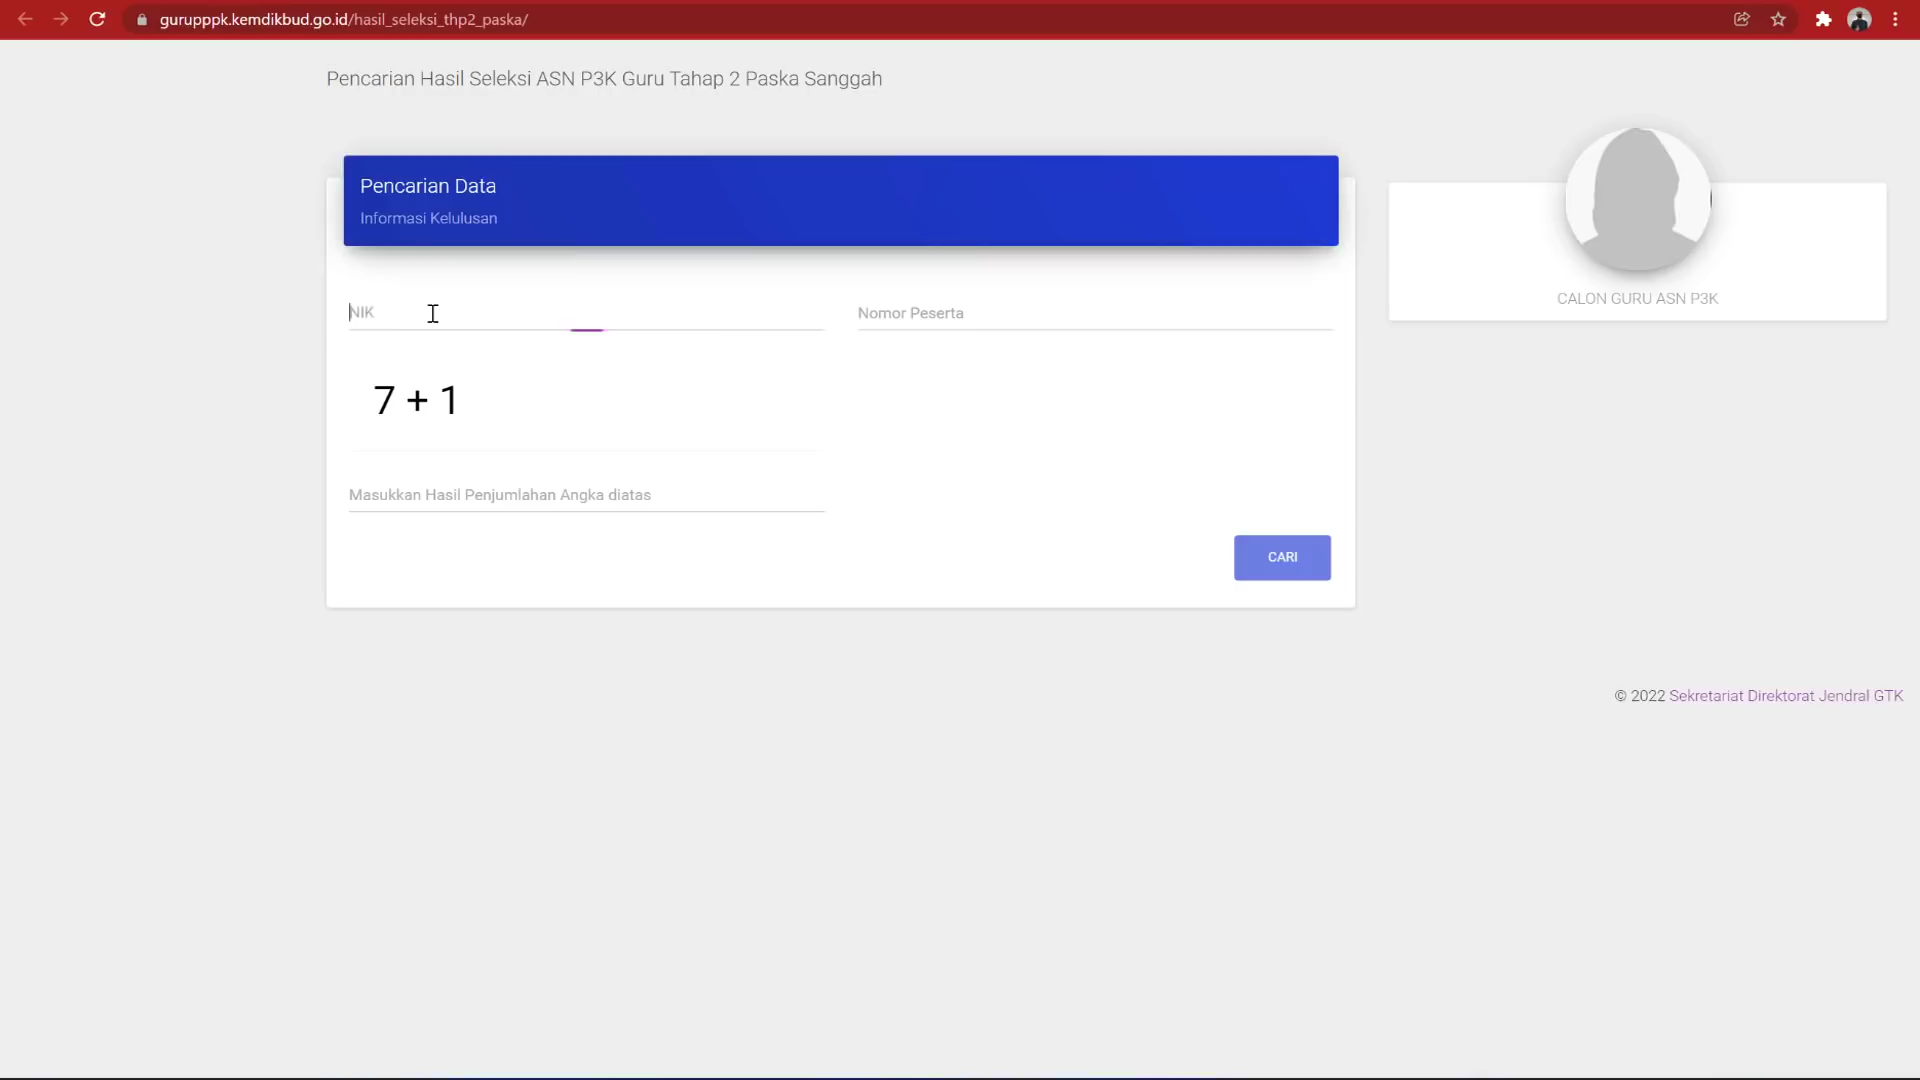 gurupppk.kemdikbud.go.id/hasil_seleksi_thp2_paska/
Pencarian Hasil Seleksi ASN P3K Guru Tahap 2 Paska Sanggah
Pencarian Data
Informasi Kelulusan
NIK
Nomor Peserta
7 + 1
Masukkan Hasil Penjumlahan Angka diatas
CARI
CALON GURU ASN P3K
© 2022 Sekretariat Direktorat Jendral GTK